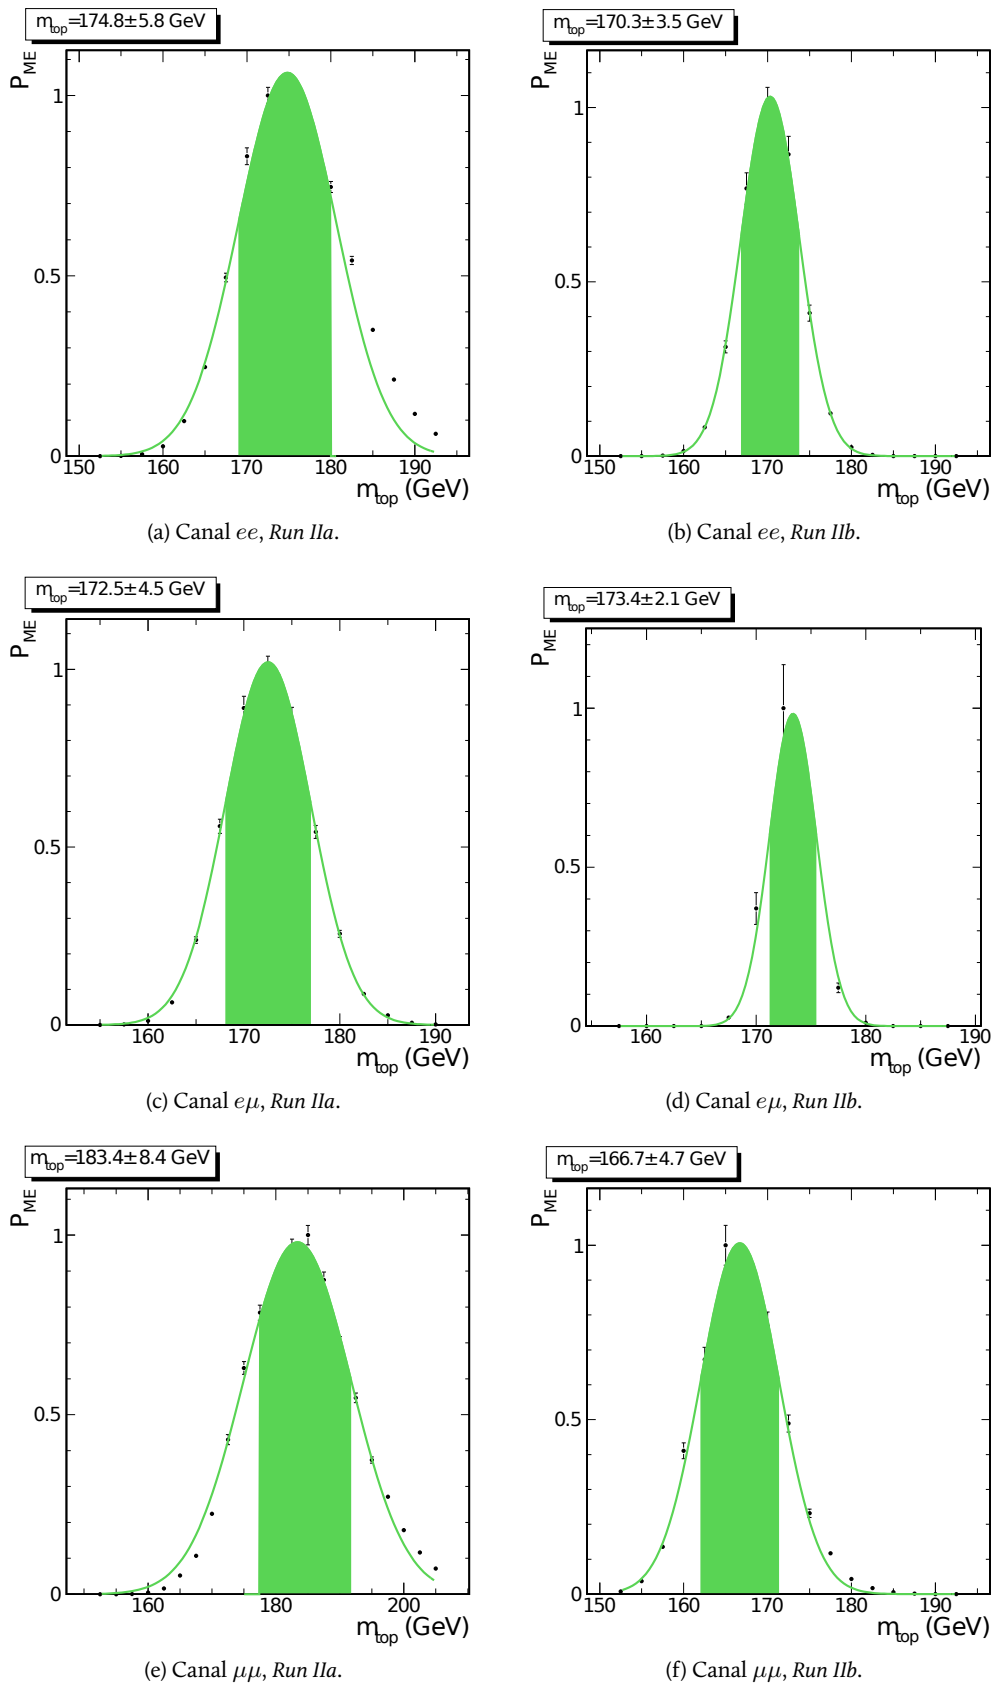 m_top=174.8±5.8 GeV
P_ME
1
0.5
0
150 160 170 180 190
m_top (GeV)
(a) Canal ee, Run IIa.
m_top=170.3±3.5 GeV
P_ME
1
0.5
0
150 160 170 180 190
m_top (GeV)
(b) Canal ee, Run IIb.
m_top=172.5±4.5 GeV
P_ME
1
0.5
0
160 170 180 190
m_top (GeV)
(c) Canal eμ, Run IIa.
m_top=173.4±2.1 GeV
P_ME
1
0.5
0
160 170 180 190
m_top (GeV)
(d) Canal eμ, Run IIb.
m_top=183.4±8.4 GeV
P_ME
1
0.5
0
160 180 200
m_top (GeV)
(e) Canal μμ, Run IIa.
m_top=166.7±4.7 GeV
P_ME
1
0.5
0
150 160 170 180 190
m_top (GeV)
(f) Canal μμ, Run IIb.